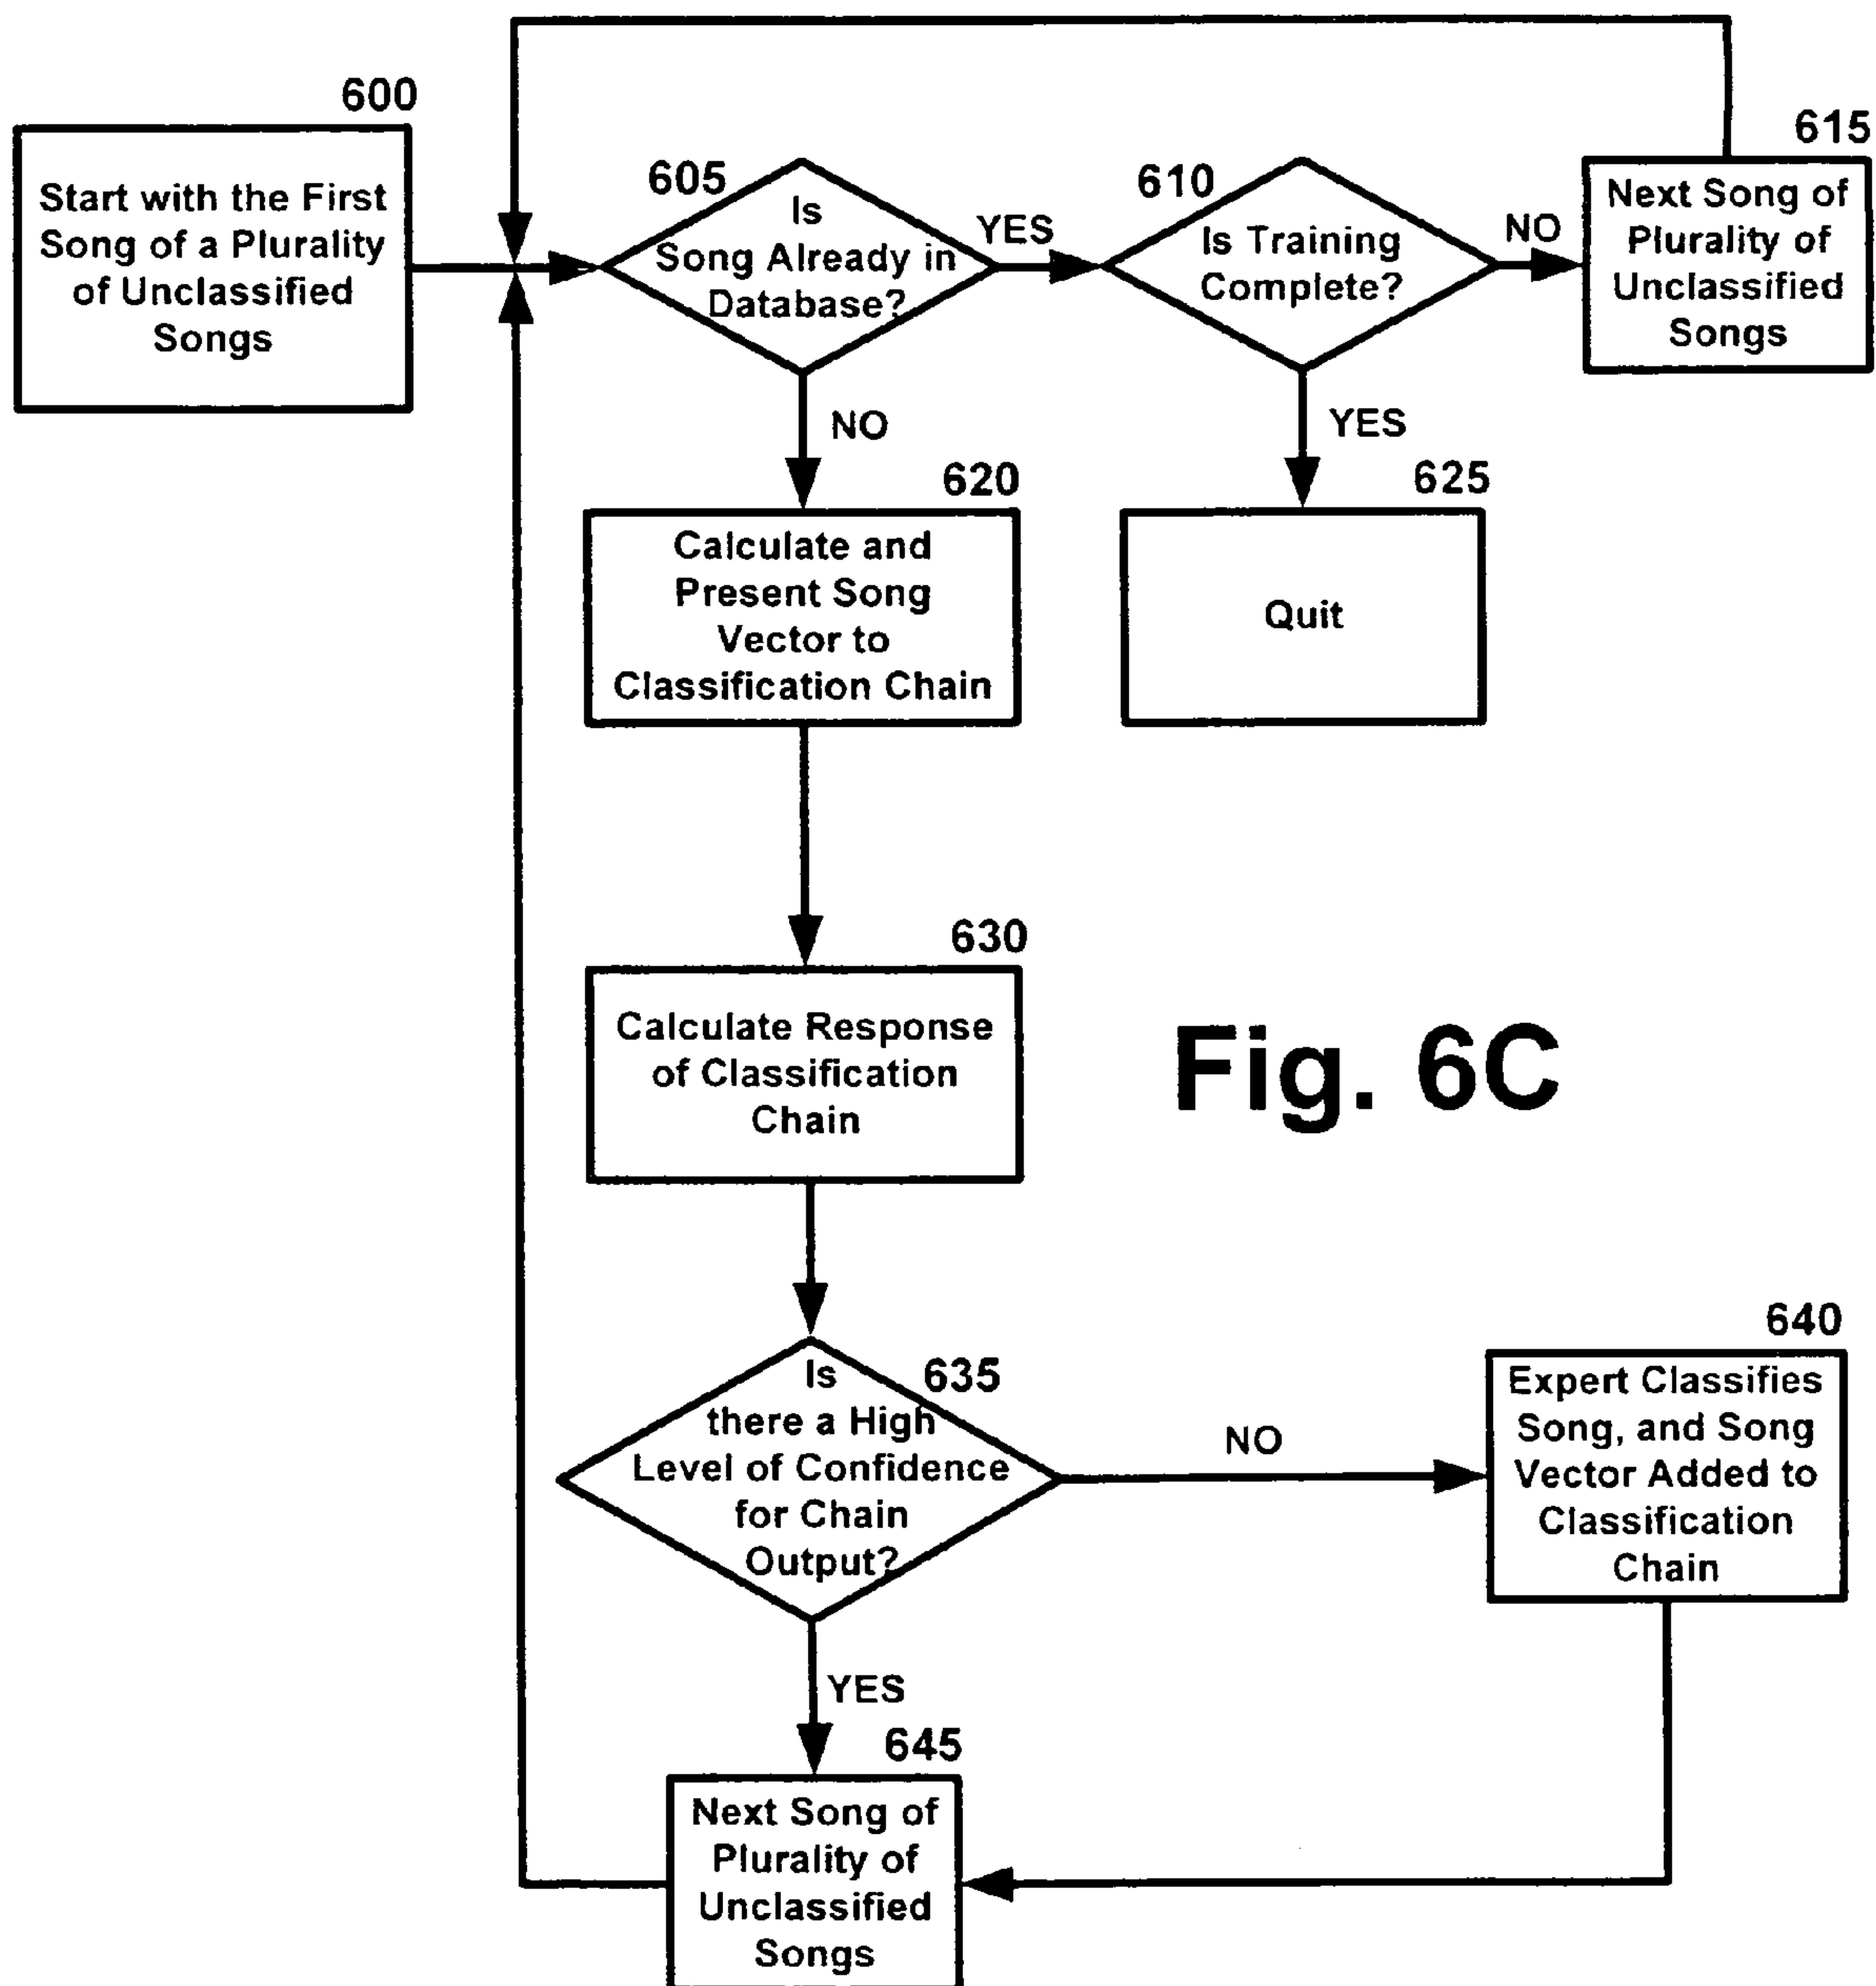 600
Start with the First
Song of a Plurality
of Unclassified
Songs
605
Is
Song Already in
Database?
YES
610
Is Training
Complete?
NO
615
Next Song of
Plurality of
Unclassified
Songs
NO
YES
620
Calculate and
Present Song
Vector to
Classification Chain
625
Quit
630
Calculate Response
of Classification
Chain
Fig. 6C
635
Is
there a High
Level of Confidence
for Chain
Output?
NO
640
Expert Classifies
Song, and Song
Vector Added to
Classification
Chain
YES
645
Next Song of
Plurality of
Unclassified
Songs